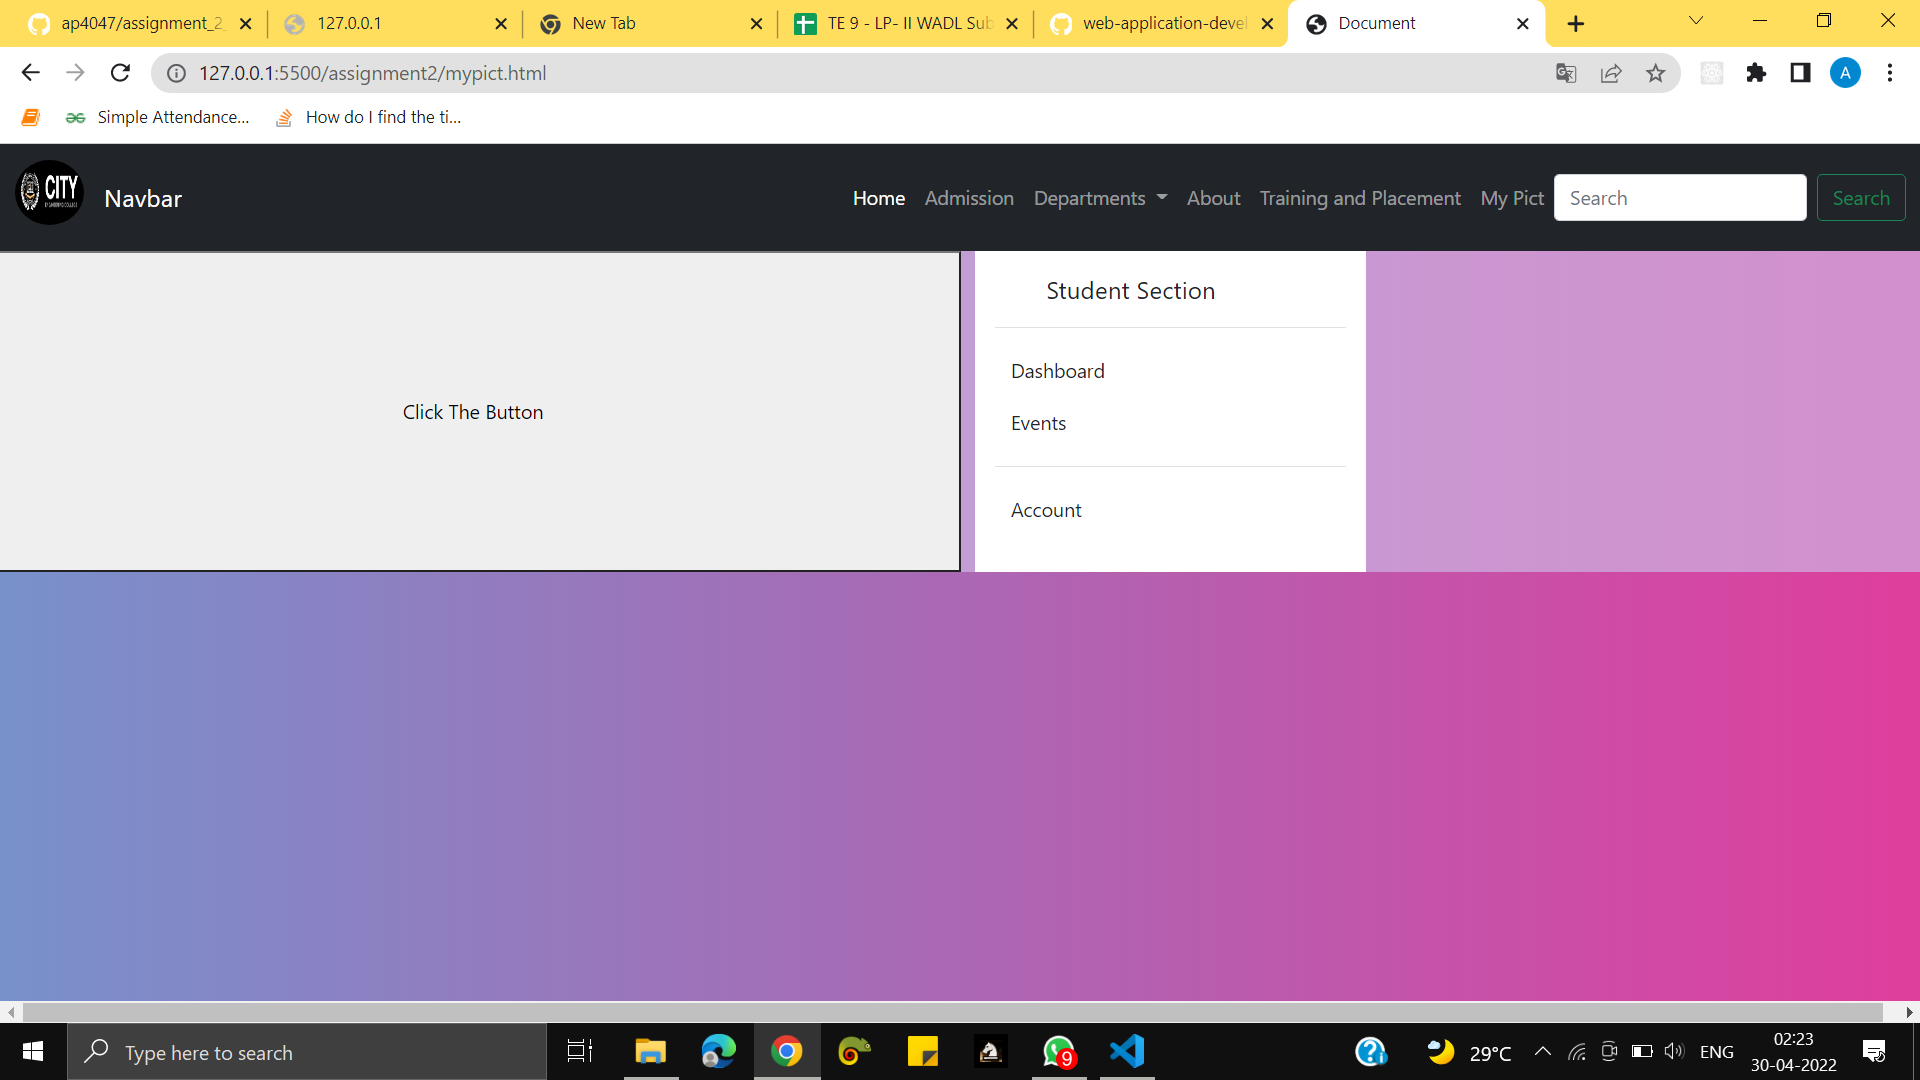 ap4047/assignment_2
127.0.0.1
New Tab
TE 9 - LP- II WADL Sub
web-application-devel
Document
127.0.0.1:5500/assignment2/mypict.html
A
Simple Attendance...
How do I find the ti...
CITY
Navbar
Home
Admission
Departments
About
Training and Placement
My Pict
Search
Search
Click The Button
Student Section
Dashboard
Events
Account
Type here to search
9
29°C
ENG
02:23
30-04-2022